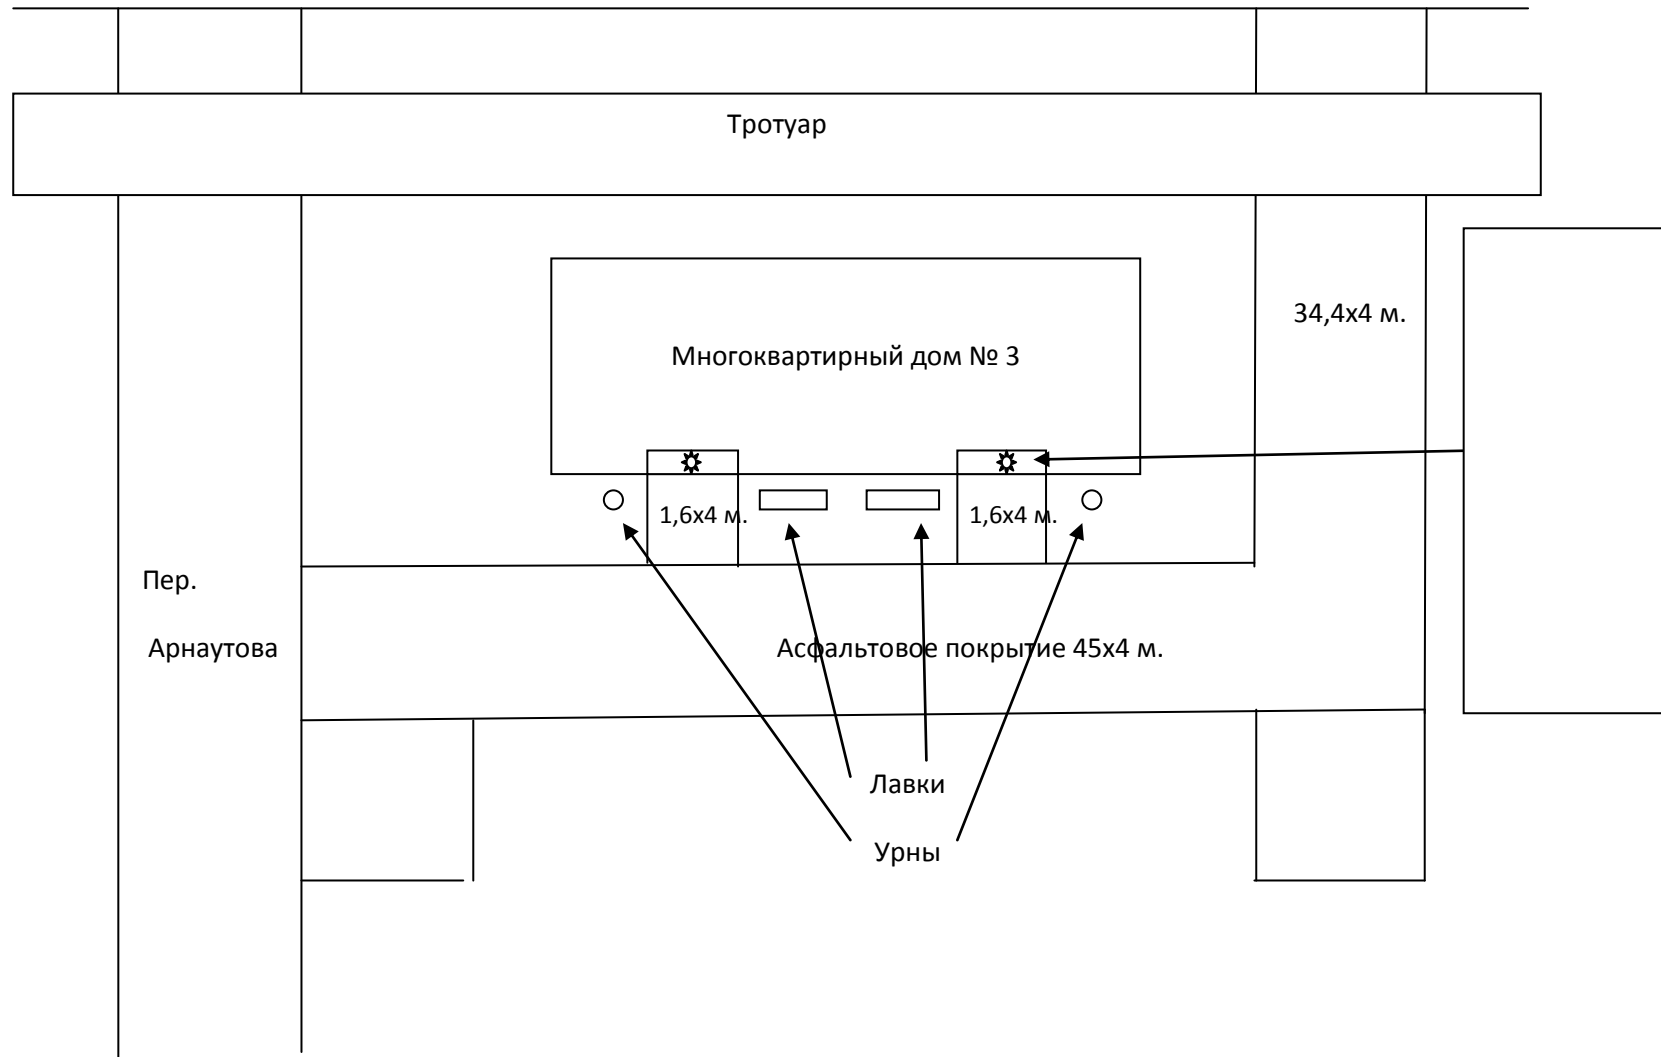 Тротуар
34,4х4 м.
Многоквартирный дом № 3
1,6х4 м.
1,6х4 м.
Пер.
Арнаутова
Асфальтовое покрытие 45х4 м.
Лавки
Урны